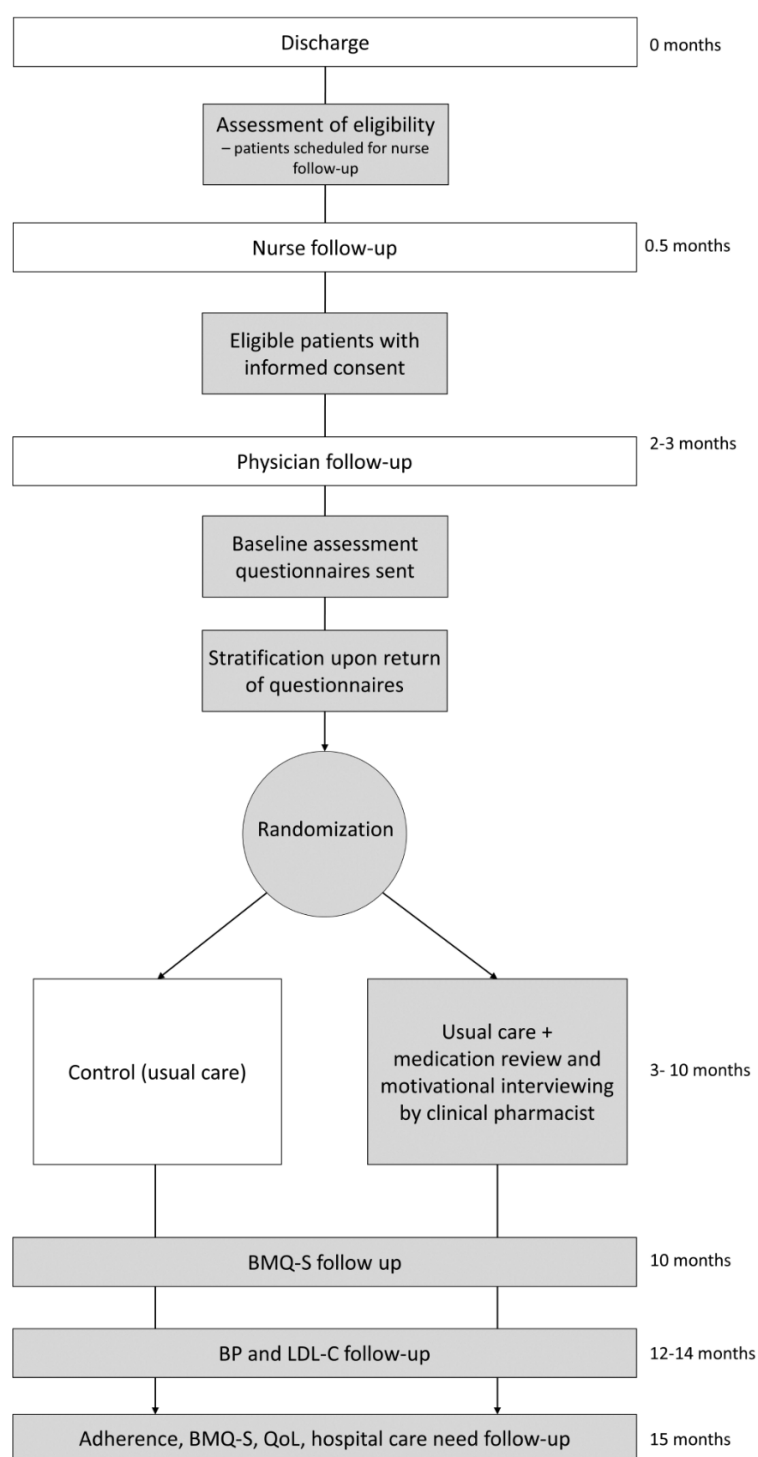 Discharge
0 months
Assessment of eligibility
– patients scheduled for nurse
follow-up
Nurse follow-up
0.5 months
Eligible patients with
informed consent
Physician follow-up
2-3 months
Baseline assessment
questionnaires sent
Stratification upon return
of questionnaires
Randomization
Control (usual care)
Usual care +
medication review and
motivational interviewing
by clinical pharmacist
3- 10 months
BMQ-S follow up
10 months
BP and LDL-C follow-up
12-14 months
Adherence, BMQ-S, QoL, hospital care need follow-up
15 months